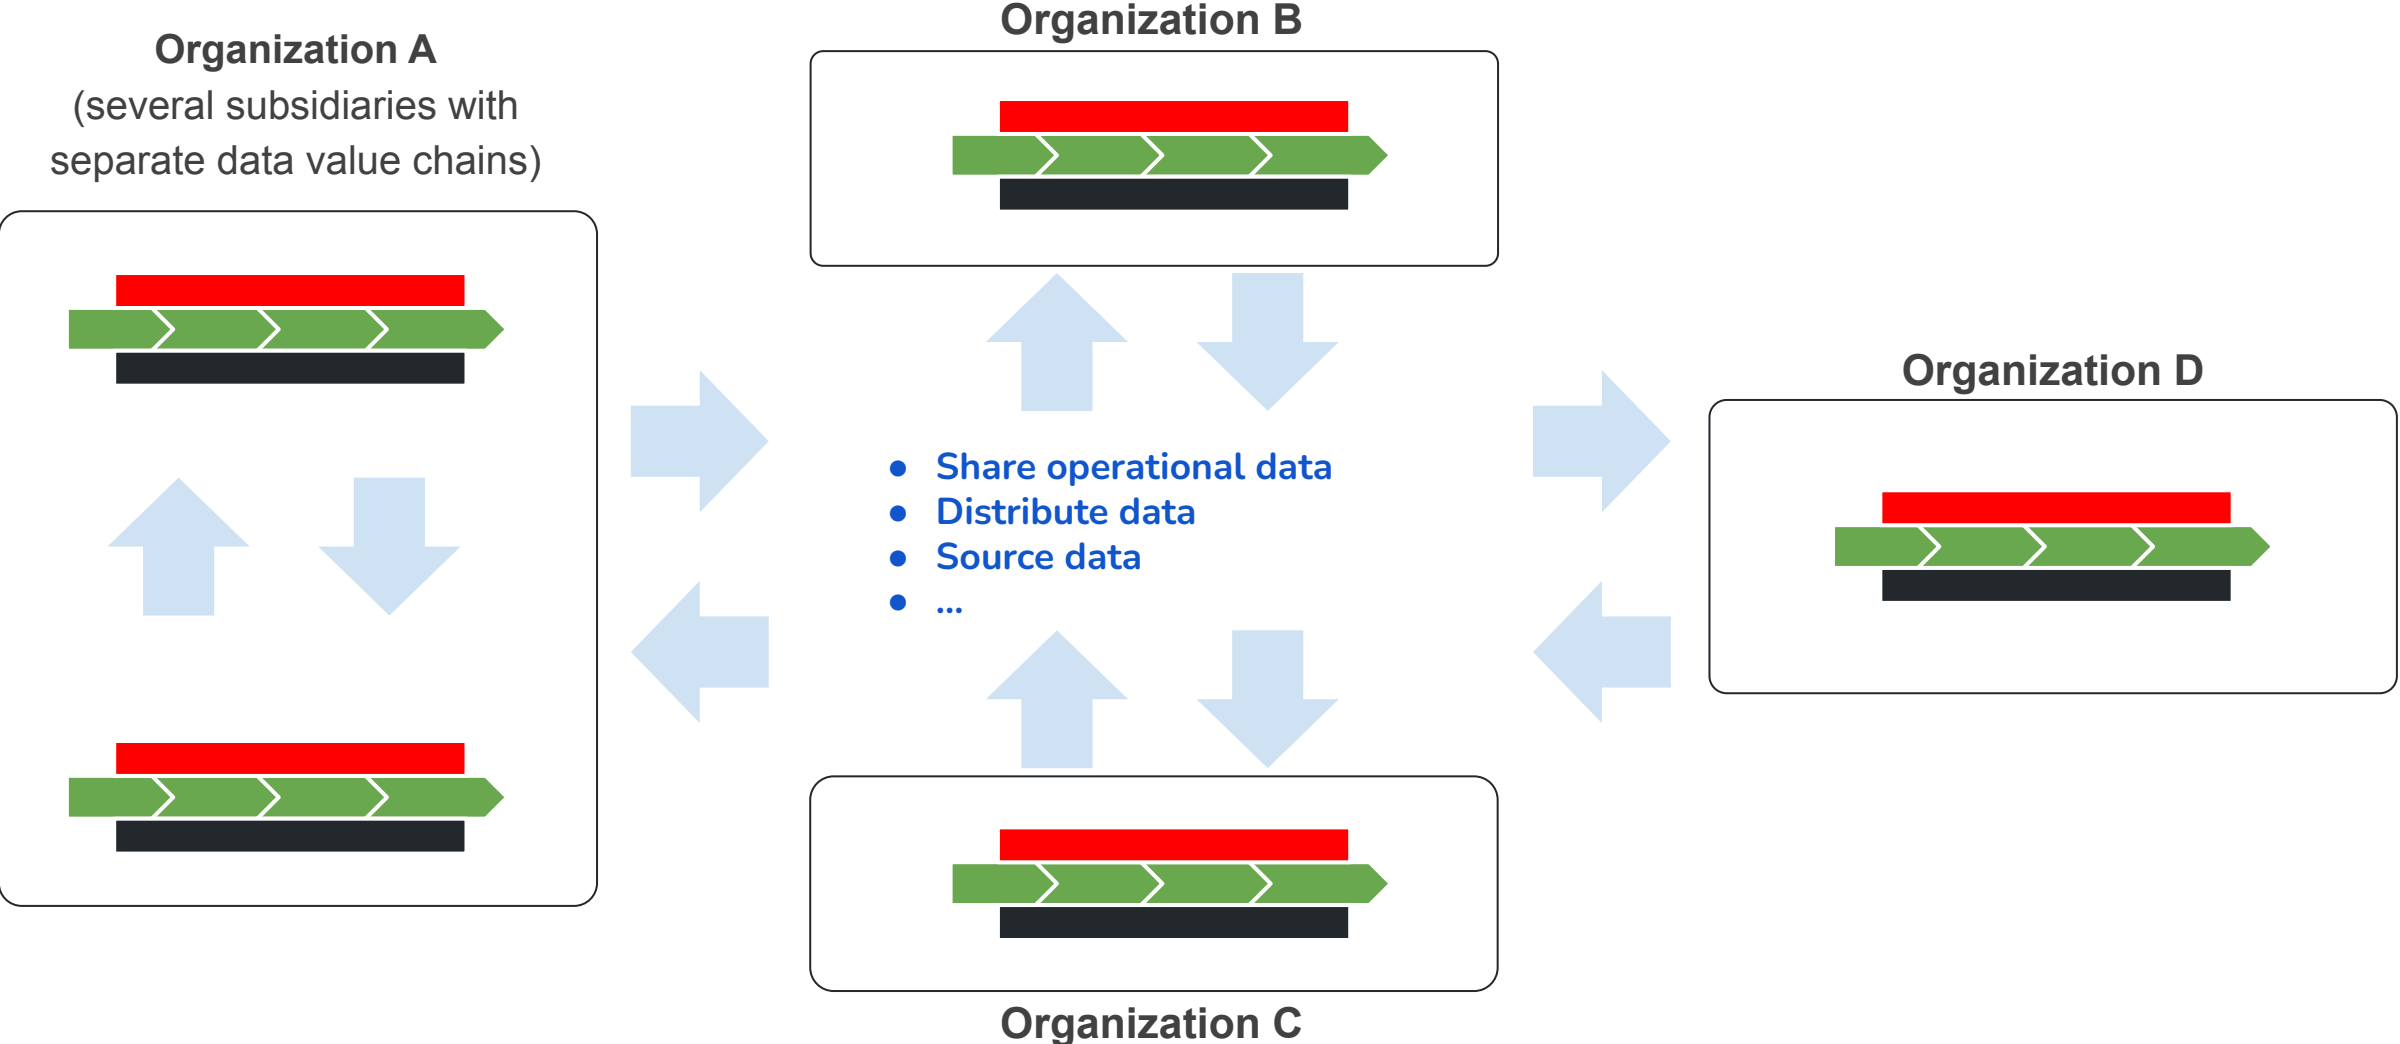 Organization A
(several subsidiaries with
separate data value chains)
Organization B
● Share operational data
● Distribute data
● Source data
● ...
Organization D
Organization C